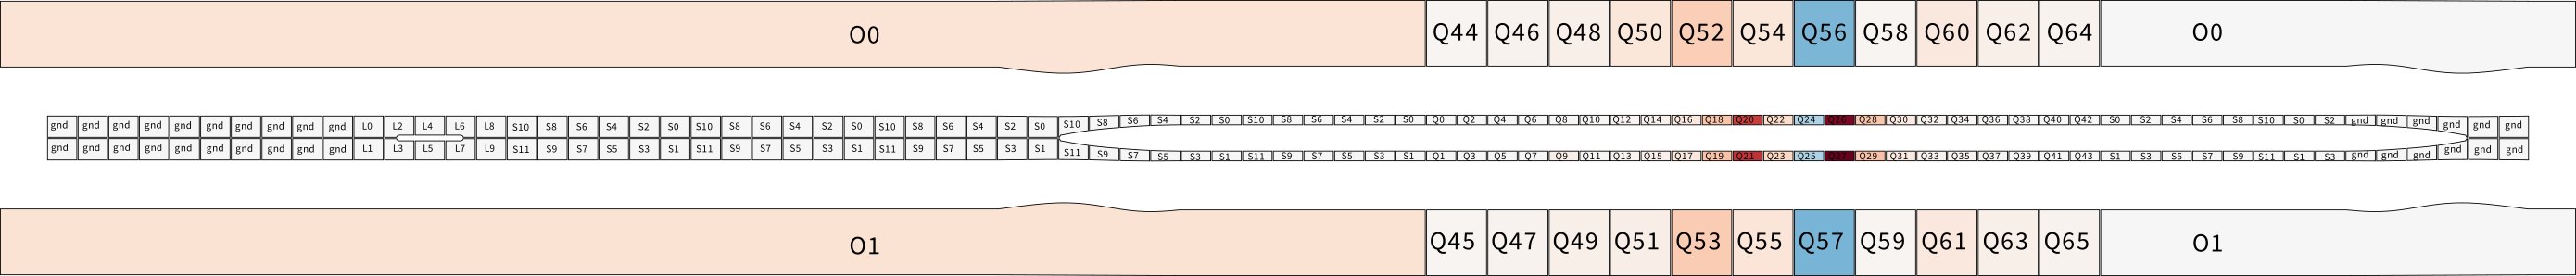 O0 Q44 Q46 Q48 Q50 Q52 Q54 Q56 Q58 Q60 Q62 Q64 O0
gnd gnd gnd gnd gnd gnd gnd gnd gnd gnd L0 L2 L4 L6 L8 S10 S8 S6 S4 S2 S0 S10 S8 S6 S4 S2 S0 S10 S8 S6 S4 S2 S0 S10 S8 S6 S4 S2 S0 S10 S8 S6 S4 S2 S0 Q0 Q2 Q4 Q6 Q8 Q10 Q12 Q14 Q16 Q18 Q20 Q22 Q24 Q26 Q28 Q30 Q32 Q34 Q36 Q38 Q40 Q42 S0 S2 S4 S6 S8 S10 S0 S2 gnd gnd gnd gnd gnd gnd
gnd gnd gnd gnd gnd gnd gnd gnd gnd gnd L1 L3 L5 L7 L9 S11 S9 S7 S5 S3 S1 S11 S9 S7 S5 S3 S1 S11 S9 S7 S5 S3 S1 S11 S9 S7 S5 S3 S1 S11 S9 S7 S5 S3 S1 Q1 Q3 Q5 Q7 Q9 Q11 Q13 Q15 Q17 Q19 Q21 Q23 Q25 Q27 Q29 Q31 Q33 Q35 Q37 Q39 Q41 Q43 S1 S3 S5 S7 S9 S11 S1 S3 gnd gnd gnd gnd gnd gnd
O1 Q45 Q47 Q49 Q51 Q53 Q55 Q57 Q59 Q61 Q63 Q65 O1